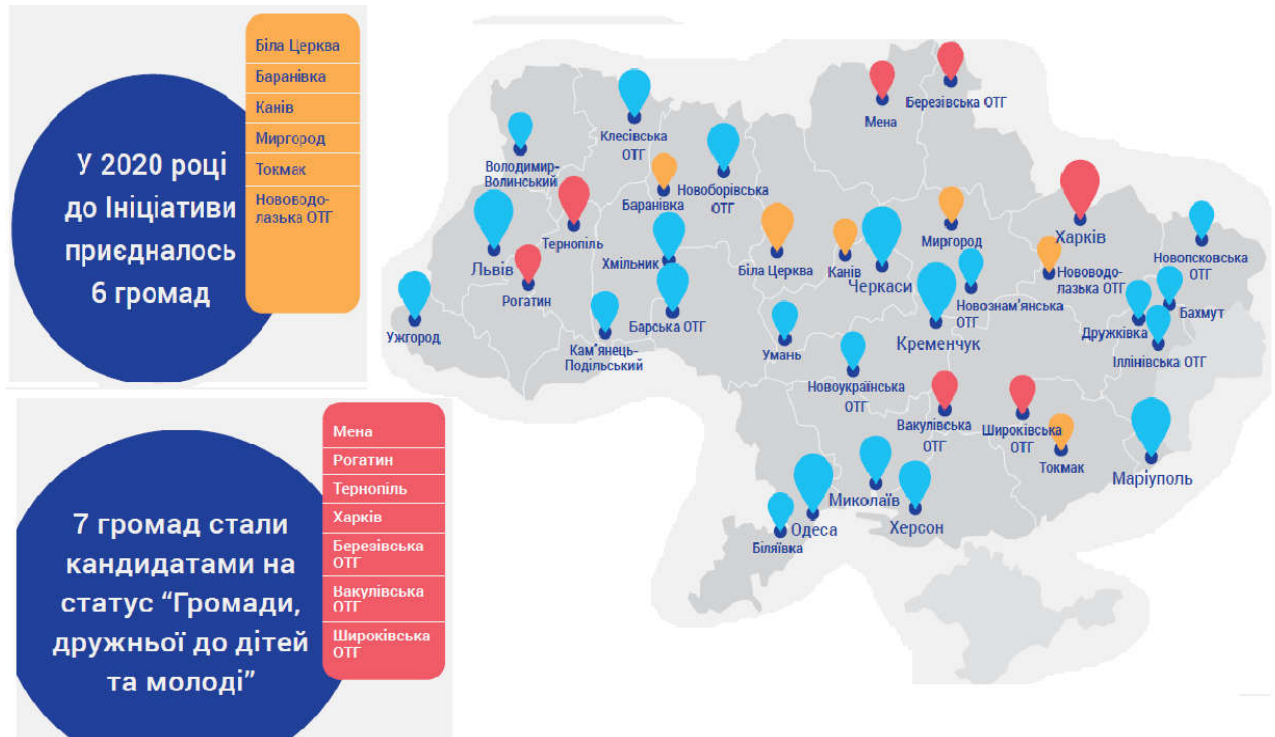 Біла Церква
Баранівка
Канів
Миргород
Токмак
Нововодо-
лазька ОТГ
У 2020 році
до Ініціативи
приєдналось
6 громад
Мена
Рогатин
Тернопіль
Харків
Березівська
ОТГ
Вакулівська
ОТГ
Широківська
ОТГ
7 громад стали
кандидатами на
статус “Громади,
дружньої до дітей
та молоді”
Березівська ОТГ
Мена
Клесівська
ОТГ
Володимир-
Волинський
Новоборівська
ОТГ
Баранівка
Тернопіль
Львів
Хмільник
Рогатин
Біла Церква
Канів
Черкаси
Миргород
Харків
Нововодо-
лазька ОТГ
Новопсковська
ОТГ
Ужгород
Кам'янець-
Подільський
Барська ОТГ
Умань
Новоукраїнська
ОТГ
Кременчук
Новознам'янська
ОТГ
Дружківка
Бахмут
Іллінівська ОТГ
Вакулівська
ОТГ
Широківська
ОТГ
Токмак
Маріуполь
Миколаїв
Одеса
Херсон
Біляївка